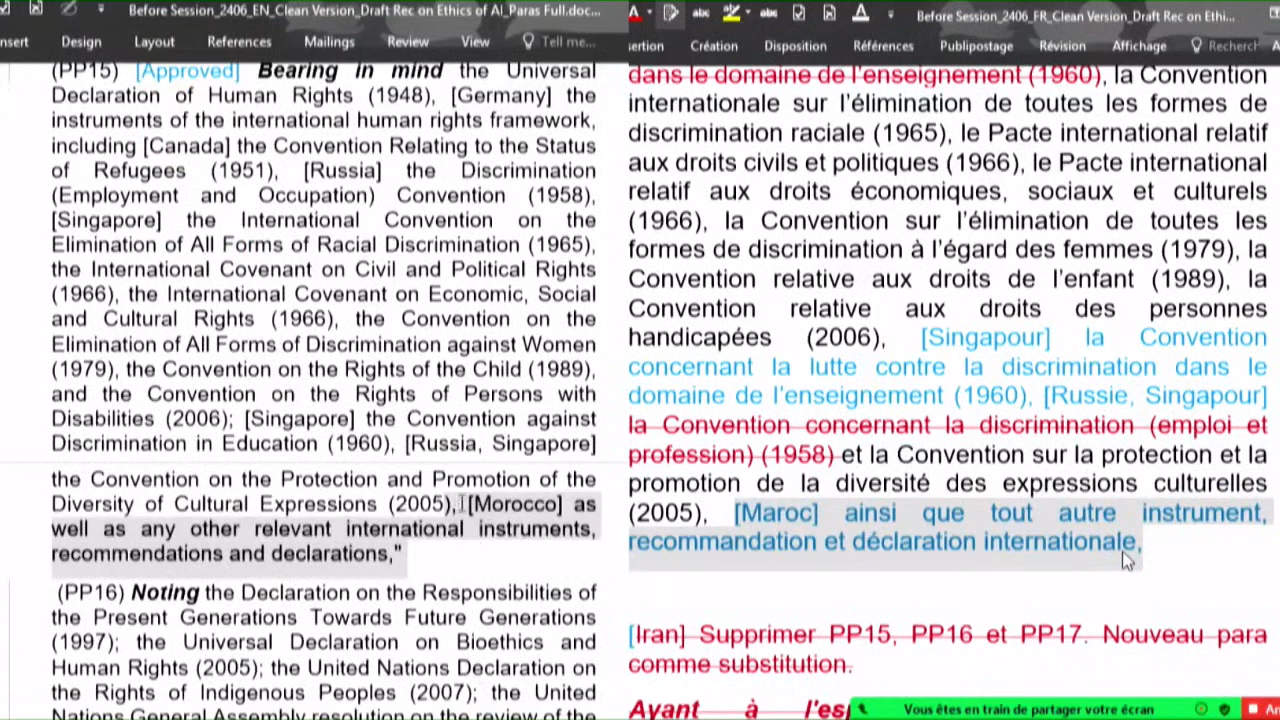 Before Session_2406_EN_Clean Version_Draft Rec on Ethics of AI_Paras Full.doc...
nsert Design Layout References Mailings Review View Tell me...
(PP15) [Approved] Bearing in mind the Universal
Declaration of Human Rights (1948), [Germany] the
instruments of the international human rights framework,
including [Canada] the Convention Relating to the Status
of Refugees (1951), [Russia] the Discrimination
(Employment and Occupation) Convention (1958),
[Singapore] the International Convention on the
Elimination of All Forms of Racial Discrimination (1965),
the International Covenant on Civil and Political Rights
(1966), the International Covenant on Economic, Social
and Cultural Rights (1966), the Convention on the
Elimination of All Forms of Discrimination against Women
(1979), the Convention on the Rights of the Child (1989),
and the Convention on the Rights of Persons with
Disabilities (2006); [Singapore] the Convention against
Discrimination in Education (1960), [Russia, Singapore]
the Convention on the Protection and Promotion of the
Diversity of Cultural Expressions (2005), [Morocco] as
well as any other relevant international instruments,
recommendations and declarations,"
(PP16) Noting the Declaration on the Responsibilities of
the Present Generations Towards Future Generations
(1997); the Universal Declaration on Bioethics and
Human Rights (2005); the United Nations Declaration on
the Rights of Indigenous Peoples (2007); the United
Nations General Assembly resolution on the review of the
Before Session_2406_FR_Clean Version_Draft Rec on Ethi...
sertion Création Disposition Références Publipostage Révision Affichage Recherch
dans le domaine de l'enseignement (1960), la Convention
internationale sur l'élimination de toutes les formes de
discrimination raciale (1965), le Pacte international relatif
aux droits civils et politiques (1966), le Pacte international
relatif aux droits économiques, sociaux et culturels
(1966), la Convention sur l'élimination de toutes les
formes de discrimination à l'égard des femmes (1979), la
Convention relative aux droits de l'enfant (1989), la
Convention relative aux droits des personnes
handicapées (2006), [Singapour] la Convention
concernant la lutte contre la discrimination dans le
domaine de l'enseignement (1960), [Russie, Singapour]
la Convention concernant la discrimination (emploi et
profession) (1958) et la Convention sur la protection et la
promotion de la diversité des expressions culturelles
(2005), [Maroc] ainsi que tout autre instrument,
recommandation et déclaration internationale,
[Iran] Supprimer PP15, PP16 et PP17. Nouveau para
comme substitution.
Ayant à l'esp
Vous êtes en train de partager votre écran